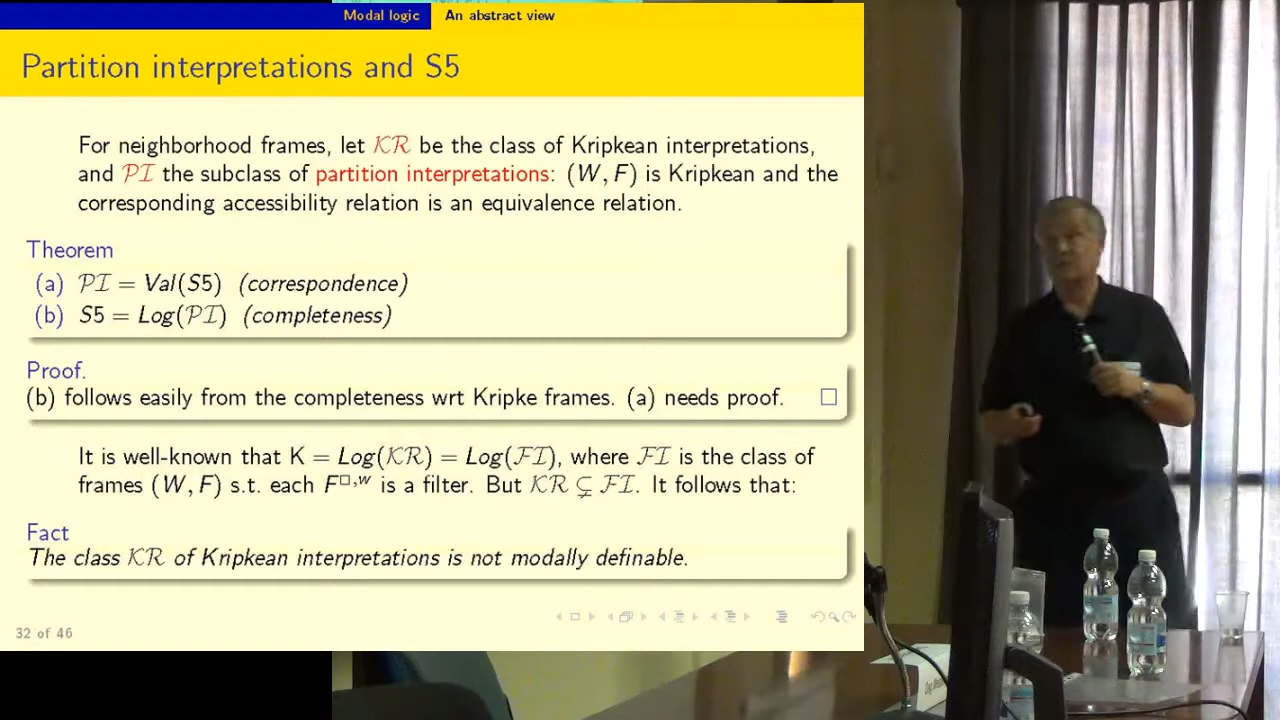 Modal logic An abstract view
Partition interpretations and S5
For neighborhood frames, let 𝒦ℛ be the class of Kripkean interpretations,
and 𝒫ℐ the subclass of partition interpretations: (W, F) is Kripkean and the
corresponding accessibility relation is an equivalence relation.
Theorem
(a) 𝒫ℐ = Val(S5) (correspondence)
(b) S5 = Log(𝒫ℐ) (completeness)
Proof.
(b) follows easily from the completeness wrt Kripke frames. (a) needs proof. □
It is well-known that K = Log(𝒦ℛ) = Log(ℱℐ), where ℱℐ is the class of
frames (W, F) s.t. each F^□,w is a filter. But 𝒦ℛ ⊊ ℱℐ. It follows that:
Fact
The class 𝒦ℛ of Kripkean interpretations is not modally definable.
32 of 46